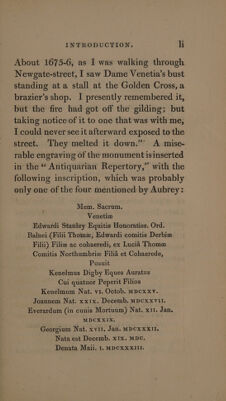 INTRODUCTION. li
About 1675-6, as I was walking through
Newgate-street, I saw Dame Venetia's bust
standing at a stall at the Golden Cross, a
brazier's shop. I presently remembered it,
but the fire had got off the gilding; but
taking notice of it to one that was with me,
I could never see it afterward exposed to the
street. They melted it down." A mise-
rable engraving of the monument is inserted
in the "Antiquarian Repertory," with the
following inscription, which was probably
only one of the four mentioned by Aubrey:
Mem. Sacrum.
Venetiæ
Edwardi Stanley Equitis Honoratiss. Ord.
Balnei (Filii Thomæ, Edwardi comitis Derbiæ
Filii) Filiæ ac cohaeredi, ex Luciâ Thomæ
Comitis Northumbriæ Filiâ et Cohaerede,
Posuit
Kenelmus Digby Eques Auratus
Cui quatuor Peperit Filios
Kenelmum Nat. VI. Octob. MDCXXV.
Joannem Nat. XXIX. Decemb. MDCXXVII.
Everardum (in cunis Mortuum) Nat. XII. Jan.
MDCXXIX.
Georgium Nat. XVII. Jan. MDCXXXII.
Nata est Decemb. XIX. MDC.
Denata Maii. I. MDCXXXIII.